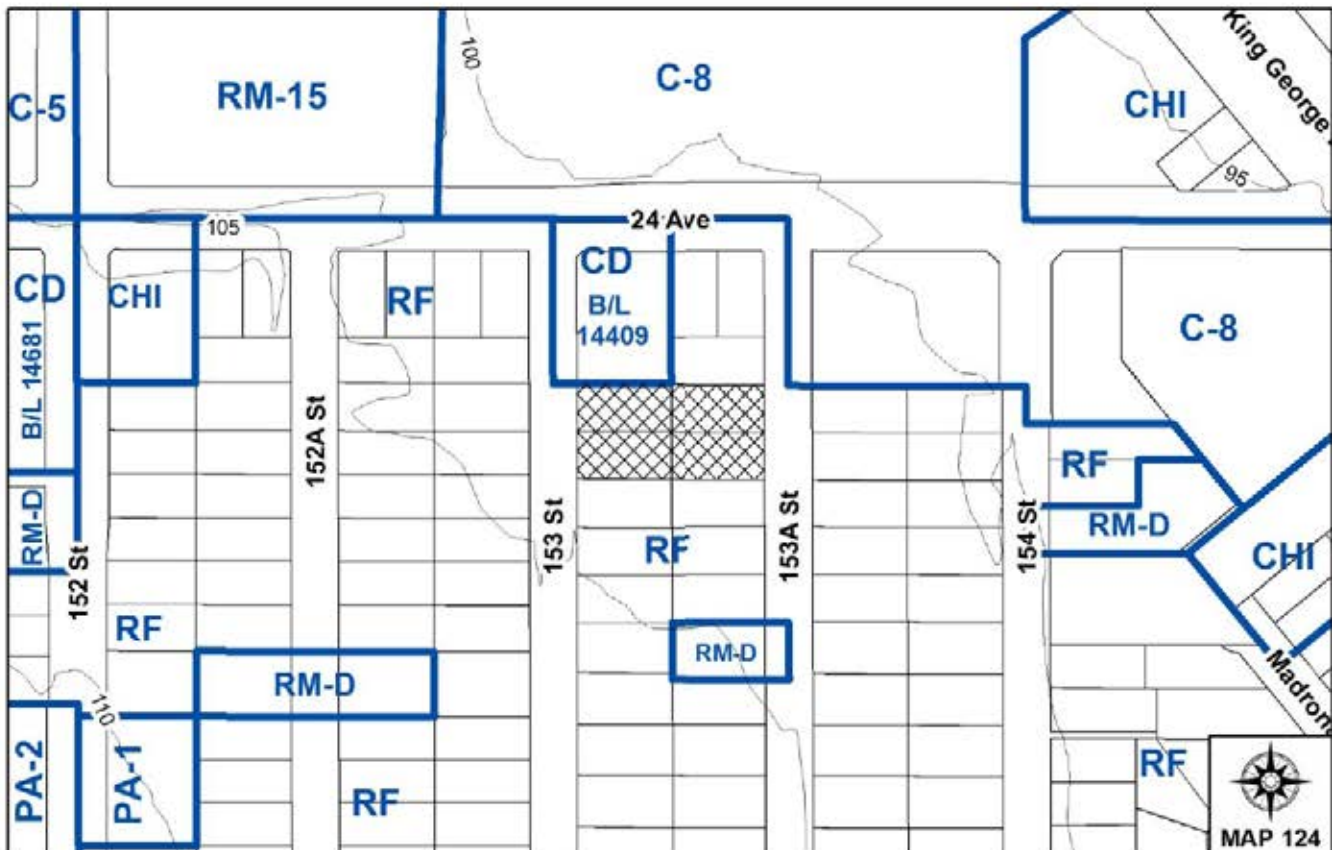 C-5
RM-15
100
C-8
CHI
King George
95
105
24 Ave
CD
B/L 14681
CHI
RF
CD
B/L
14409
C-8
152A St
RM-D
152 St
153 St
RF
153A St
154 St
RF
RM-D
CHI
RF
RM-D
RM-D
110
PA-2
PA-1
RF
Madrona
RF
MAP 124